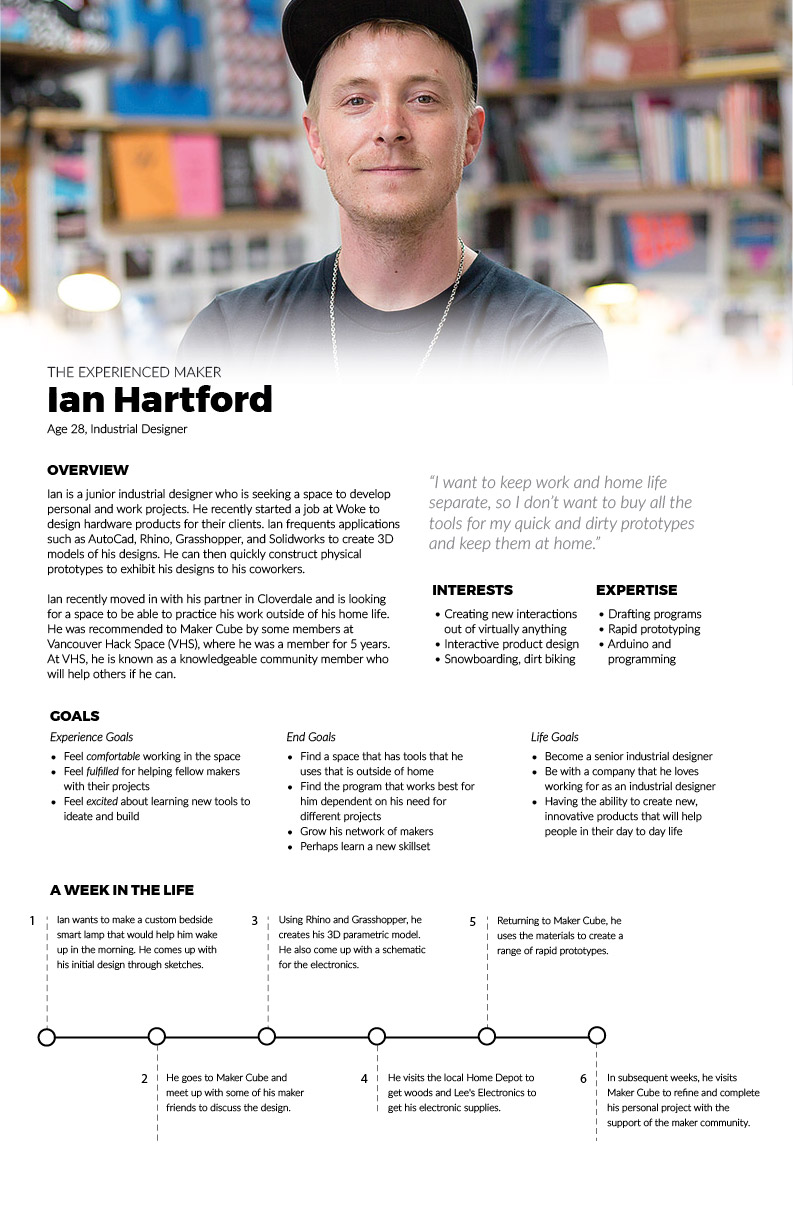 THE EXPERIENCED MAKER
Ian Hartford
Age 28, Industrial Designer
OVERVIEW
Ian is a junior industrial designer who is seeking a space to develop
personal and work projects. He recently started a job at Woke to
design hardware products for their clients. Ian frequents applications
such as AutoCad, Rhino, Grasshopper, and Solidworks to create 3D
models of his designs. He can then quickly construct physical
prototypes to exhibit his designs to his coworkers.
Ian recently moved in with his partner in Cloverdale and is looking
for a space to be able to practice his work outside of his home life.
He was recommended to Maker Cube by some members at
Vancouver Hack Space (VHS), where he was a member for 5 years.
At VHS, he is known as a knowledgeable community member who
will help others if he can.
“I want to keep work and home life
separate, so I don’t want to buy all the
tools for my quick and dirty prototypes
and keep them at home.”
INTERESTS
• Creating new interactions
out of virtually anything
• Interactive product design
• Snowboarding, dirt biking
EXPERTISE
• Drafting programs
• Rapid prototyping
• Arduino and
programming
GOALS
Experience Goals
• Feel comfortable working in the space
• Feel fulfilled for helping fellow makers
with their projects
• Feel excited about learning new tools to
ideate and build
End Goals
• Find a space that has tools that he
uses that is outside of home
• Find the program that works best for
him dependent on his need for
different projects
• Grow his network of makers
• Perhaps learn a new skillset
Life Goals
• Become a senior industrial designer
• Be with a company that he loves
working for as an industrial designer
• Having the ability to create new,
innovative products that will help
people in their day to day life
A WEEK IN THE LIFE
1 Ian wants to make a custom bedside
smart lamp that would help him wake
up in the morning. He comes up with
his initial design through sketches.
2 He goes to Maker Cube and
meet up with some of his maker
friends to discuss the design.
3 Using Rhino and Grasshopper, he
creates his 3D parametric model.
He also come up with a schematic
for the electronics.
4 He visits the local Home Depot to
get woods and Lee's Electronics to
get his electronic supplies.
5 Returning to Maker Cube, he
uses the materials to create a
range of rapid prototypes.
6 In subsequent weeks, he visits
Maker Cube to refine and complete
his personal project with the
support of the maker community.